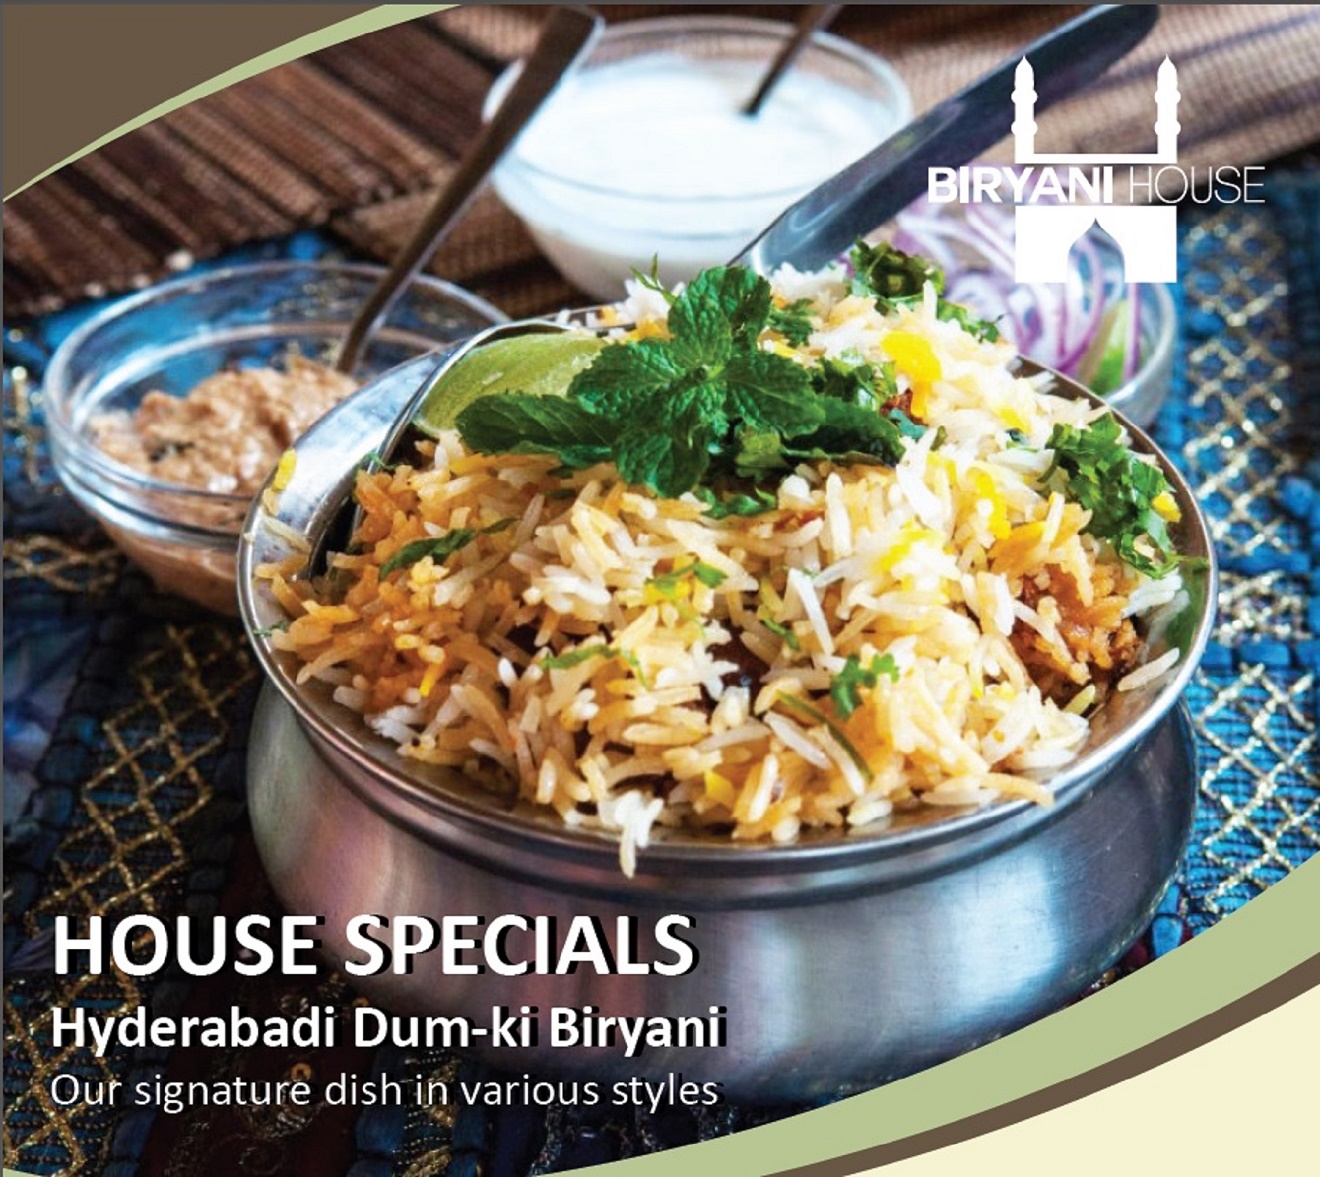 BIRYANI HOUSE
HOUSE SPECIALS
Hyderabadi Dum-ki Biryani
Our signature dish in various styles